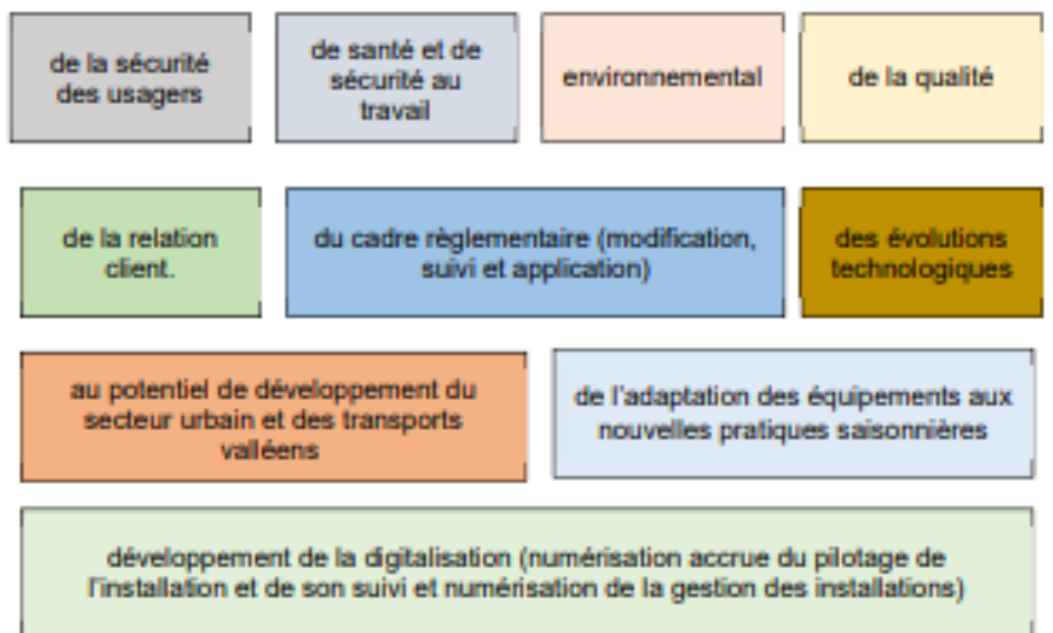 de la sécurité
des usagers
de santé et de
sécurité au
travail
environnemental
de la qualité
de la relation
client.
du cadre règlementaire (modification,
suivi et application)
des évolutions
technologiques
au potentiel de développement du
secteur urbain et des transports
valléens
de l'adaptation des équipements aux
nouvelles pratiques saisonnières
développement de la digitalisation (numérisation accrue du pilotage de
l'installation et de son suivi et numérisation de la gestion des installations)